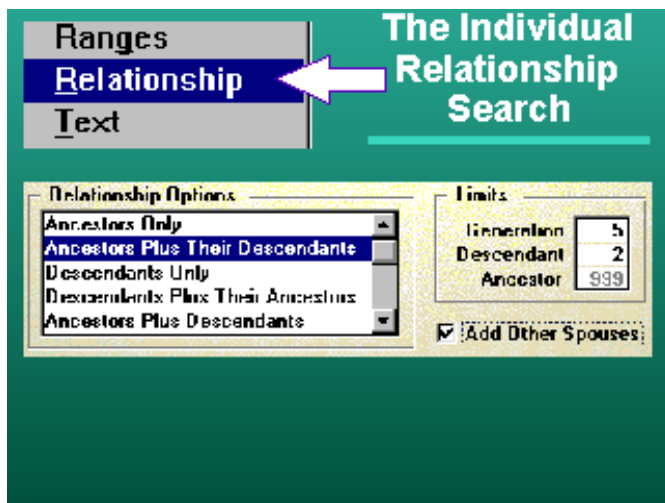 Ranges
Relationship
Text
The Individual
Relationship
Search
Relationship Options
Ancestors Only
Ancestors Plus Their Descendants
Descendants Only
Descendants Plus Their Ancestors
Ancestors Plus Descendants
Limits
Generation 5
Descendant 2
Ancestor 999
Add Other Spouses